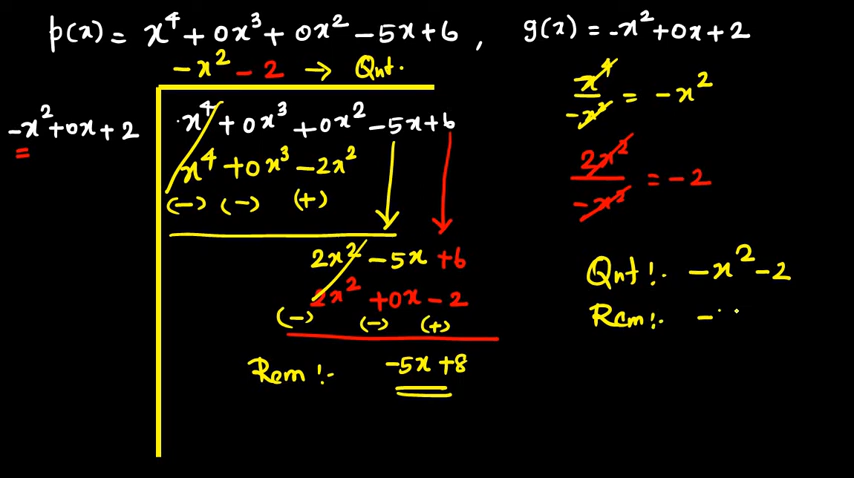 p(x) = x⁴ + 0x³ + 0x² - 5x + 6 , g(x) = -x² + 0x + 2
-x² - 2 → Qnt.
-x² + 0x + 2
x⁴ + 0x³ + 0x² - 5x + 6
x⁴ + 0x³ - 2x²
(-) (-) (+)
2x² - 5x + 6
2x² + 0x - 2
(-) (-) (+)
Rem :- -5x + 8
x⁴/-x² = -x²
2x²/-x² = -2
Qnt :- -x² - 2
Rem :- -